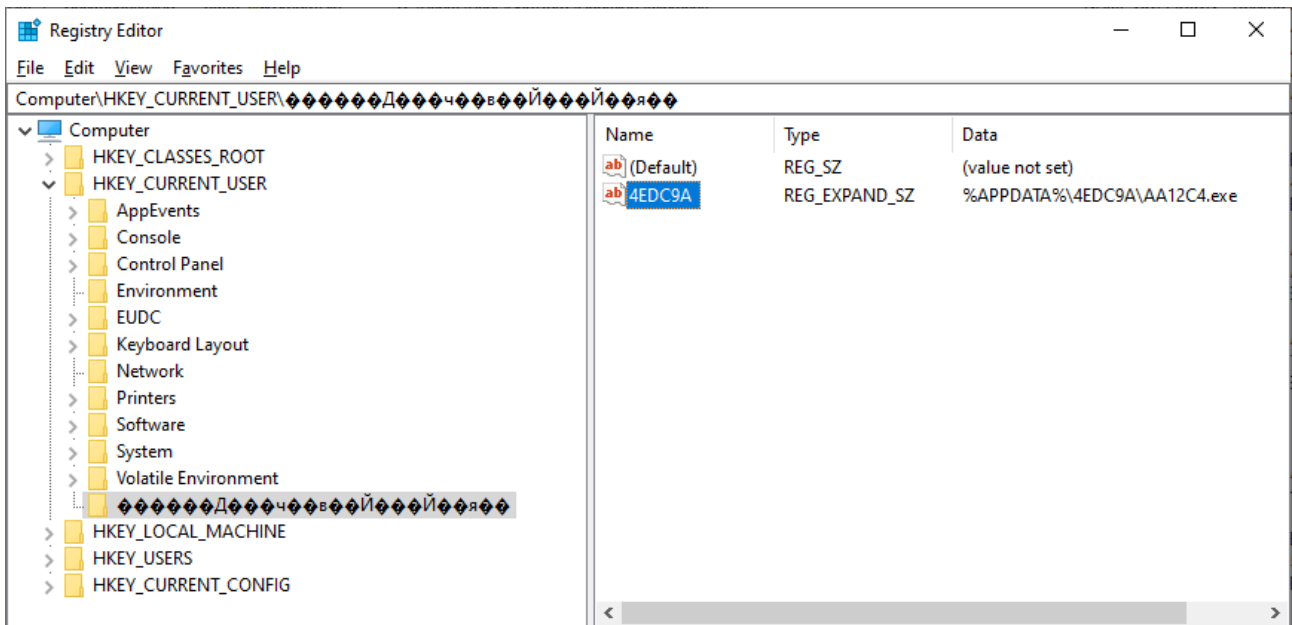 Registry Editor
File Edit View Favorites Help
Computer\HKEY_CURRENT_USER\������Д���ч��в��Й���Й��я��
Computer
HKEY_CLASSES_ROOT
HKEY_CURRENT_USER
AppEvents
Console
Control Panel
Environment
EUDC
Keyboard Layout
Network
Printers
Software
System
Volatile Environment
������Д���ч��в��Й���Й��я��
HKEY_LOCAL_MACHINE
HKEY_USERS
HKEY_CURRENT_CONFIG
Name Type Data
(Default) REG_SZ (value not set)
4EDC9A REG_EXPAND_SZ %APPDATA%\4EDC9A\AA12C4.exe